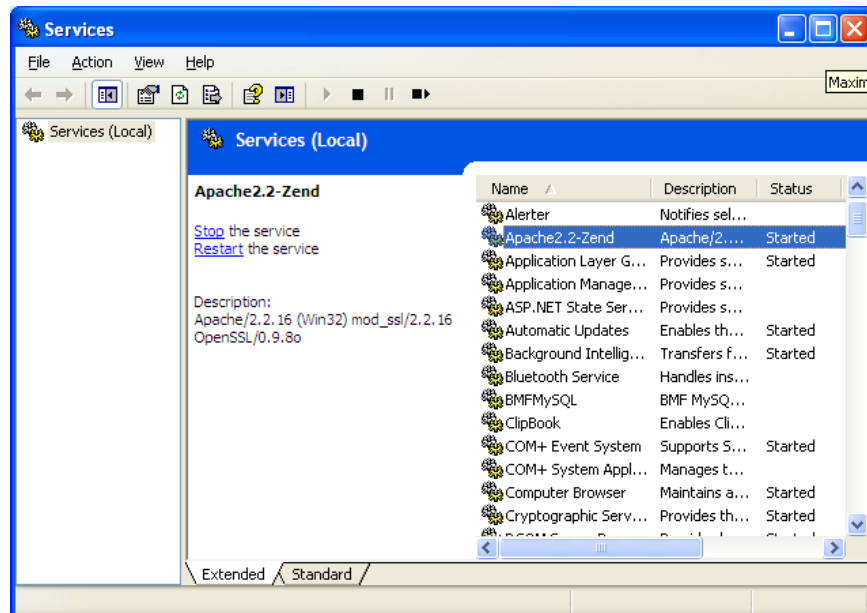 Services
File Action View Help
Maxim
Services (Local)
Services (Local)
Apache2.2-Zend
Stop the service
Restart the service
Description:
Apache/2.2.16 (Win32) mod_ssl/2.2.16
OpenSSL/0.9.8o
Name Description Status
Alerter Notifies sel...
Apache2.2-Zend Apache/2.... Started
Application Layer G... Provides s... Started
Application Manage... Provides s...
ASP.NET State Ser... Provides s...
Automatic Updates Enables th... Started
Background Intellig... Transfers f... Started
Bluetooth Service Handles ins...
BMFMySQL BMF MySQ...
ClipBook Enables Cli...
COM+ Event System Supports S... Started
COM+ System Appl... Manages t...
Computer Browser Maintains a... Started
Cryptographic Serv... Provides th... Started
Extended Standard